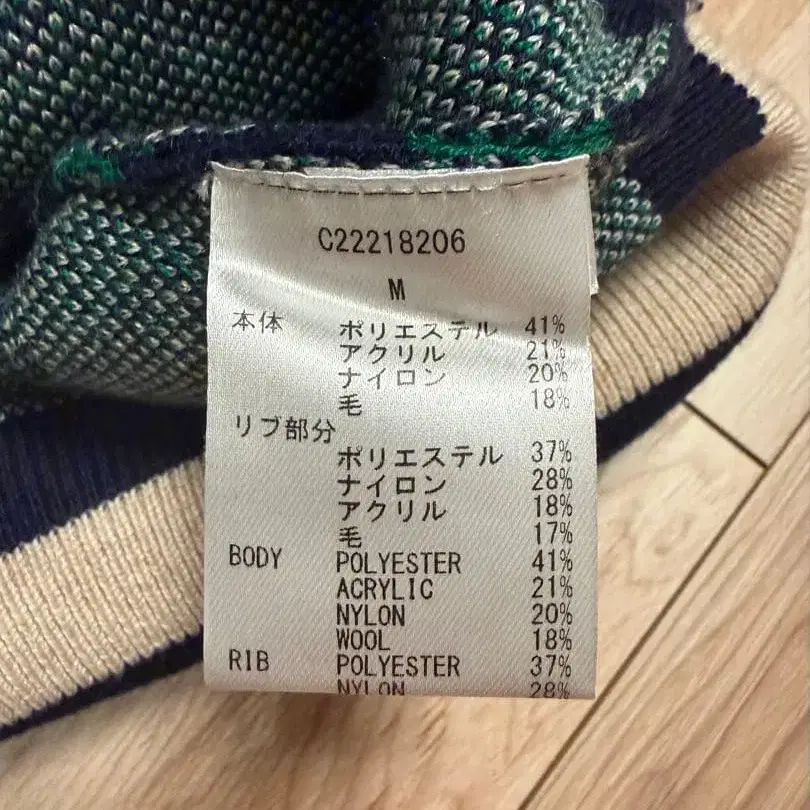 C22218206
M
本体 ポリエステル 41%
アクリル 21%
ナイロン 20%
毛 18%
リブ部分
ポリエステル 37%
ナイロン 28%
アクリル 18%
毛 17%
BODY POLYESTER 41%
ACRYLIC 21%
NYLON 20%
WOOL 18%
RIB POLYESTER 37%
NYLON 28%